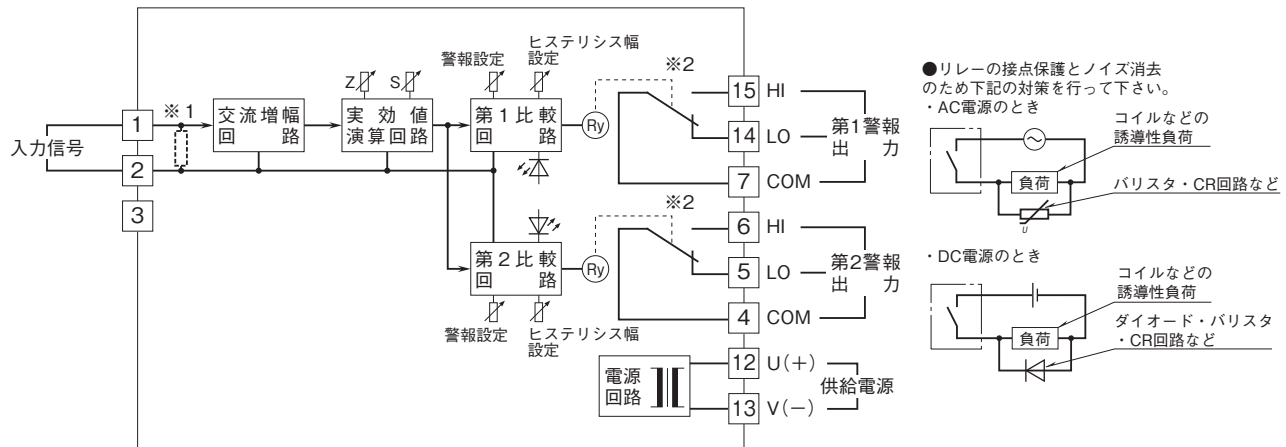 警報設定
ヒステリシス幅
設定
Z
S
※1
※2
1
交流増幅
回路
実効値
演算回路
第1比較
回路
Ry
15
HI
14
LO
第1警報
出力
7
COM
入力信号
2
3
※2
第2比較
回路
Ry
6
HI
5
LO
第2警報
出力
4
COM
警報設定
ヒステリシス幅
設定
電源
回路
12
U(+)
供給電源
13
V(−)
●リレーの接点保護とノイズ消去
のため下記の対策を行って下さい。
・AC電源のとき
コイルなどの
誘導性負荷
負荷
バリスタ・CR回路など
U
・DC電源のとき
コイルなどの
誘導性負荷
負荷
ダイオード・バリスタ
・CR回路など